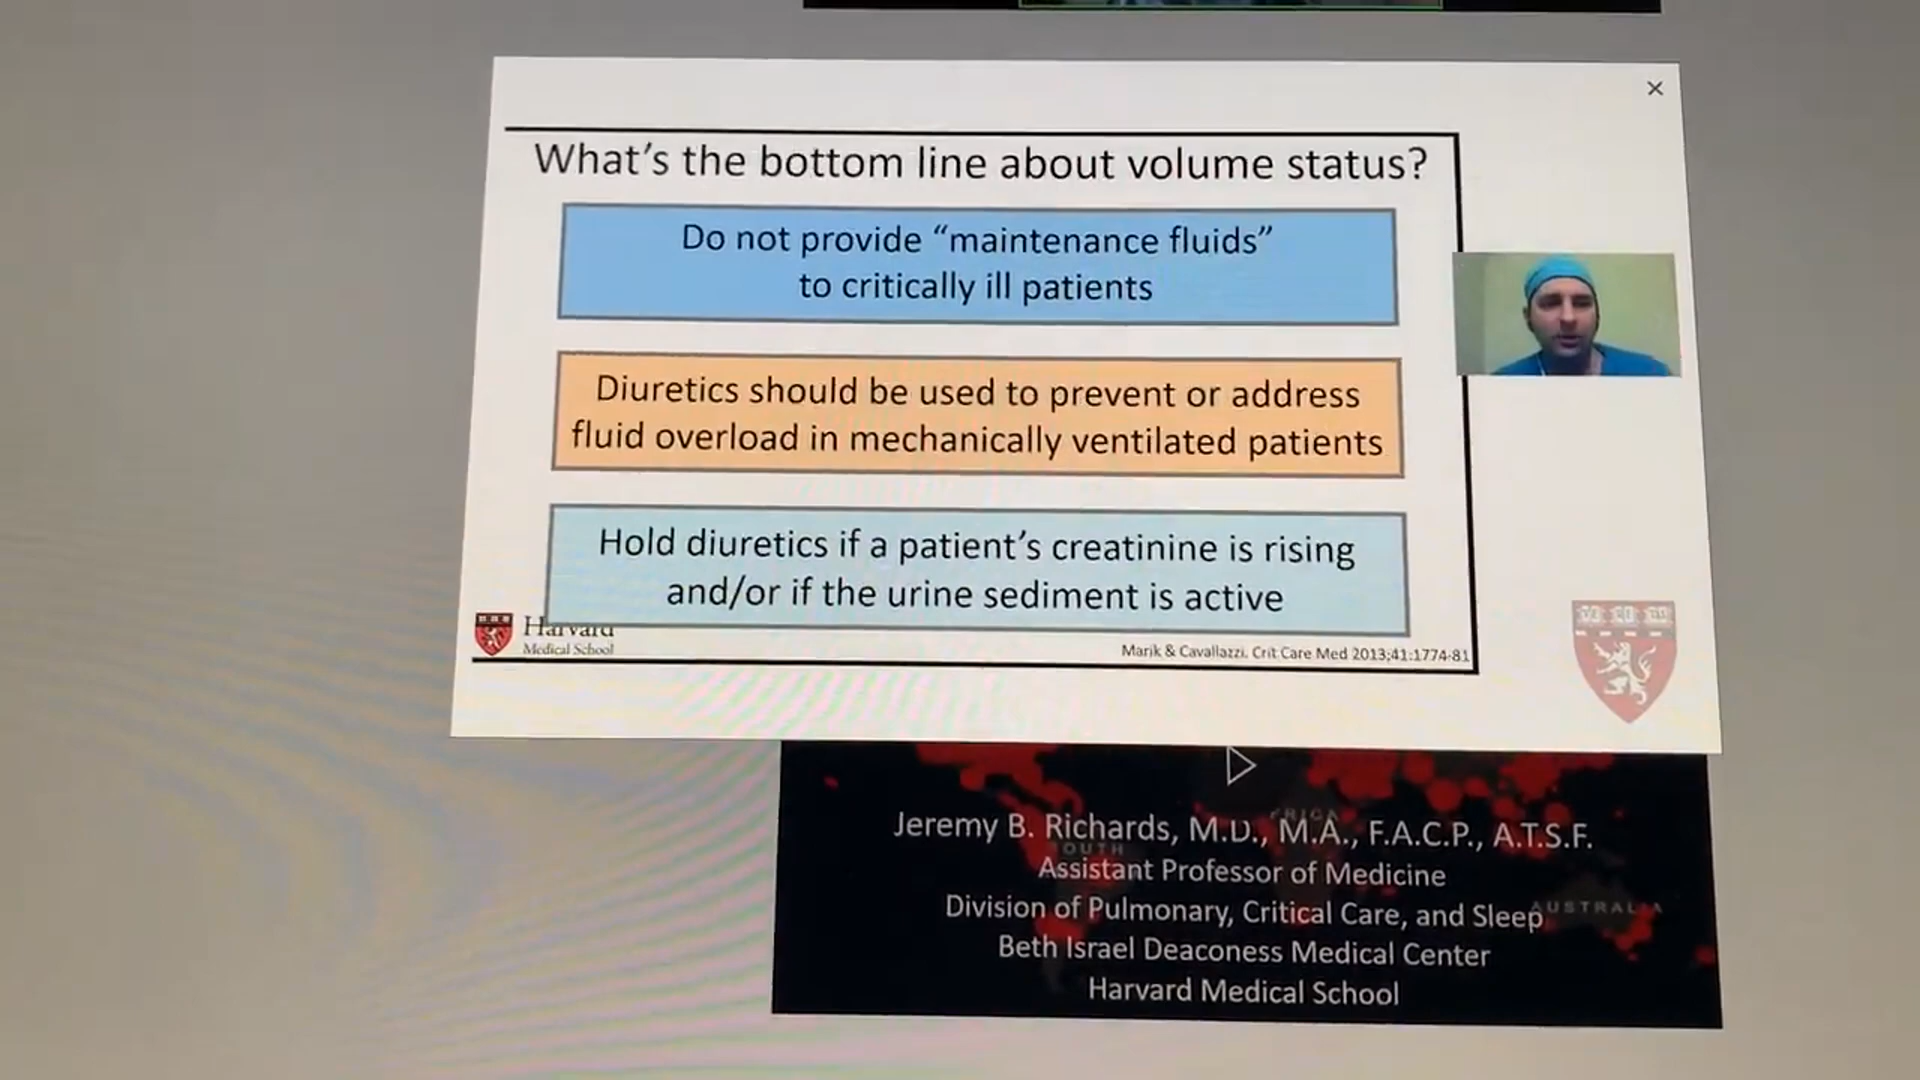 What's the bottom line about volume status?
Do not provide “maintenance fluids”
to critically ill patients
Diuretics should be used to prevent or address
fluid overload in mechanically ventilated patients
Hold diuretics if a patient's creatinine is rising
and/or if the urine sediment is active
Harvard
Medical School
Marik & Cavallazzi. Crit Care Med 2013;41:1774-81
Jeremy B. Richards, M.D., M.A., F.A.C.P., A.T.S.F.
Assistant Professor of Medicine
Division of Pulmonary, Critical Care, and Sleep
AUSTRALIA
Beth Israel Deaconess Medical Center
Harvard Medical School